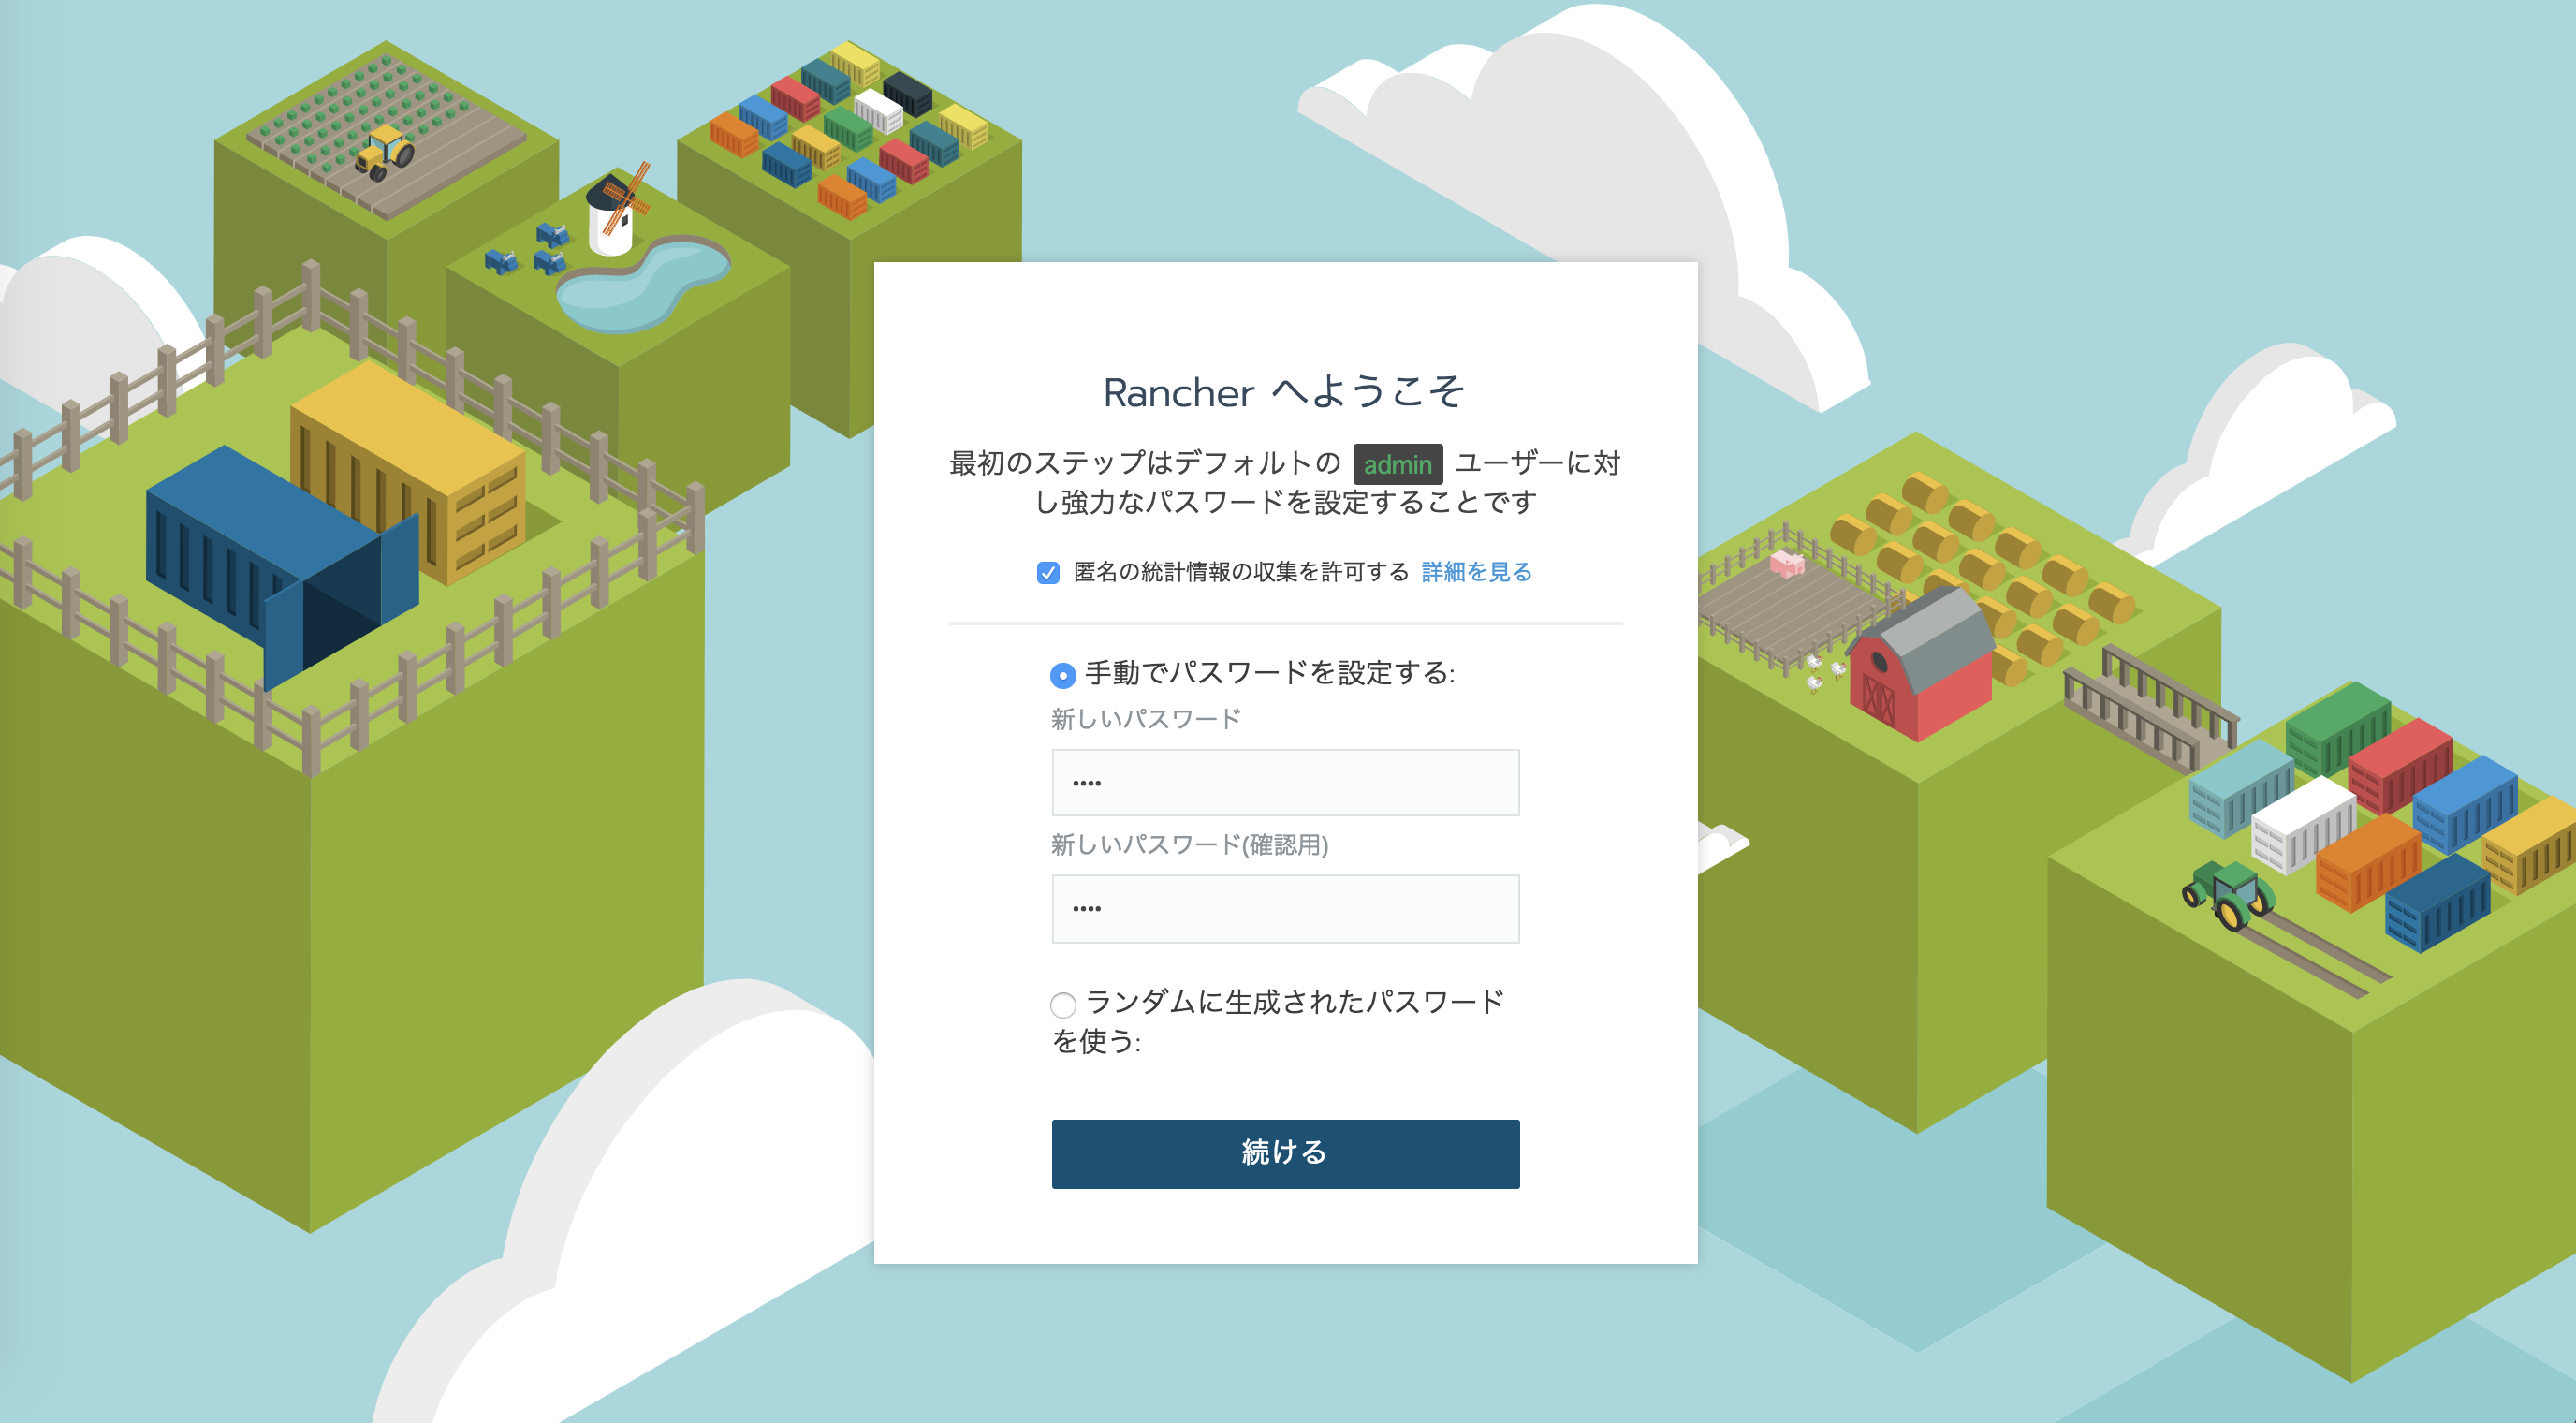 Rancher へようこそ
最初のステップはデフォルトの admin ユーザーに対
し強力なパスワードを設定することです
匿名の統計情報の収集を許可する 詳細を見る
手動でパスワードを設定する:
新しいパスワード
••••
新しいパスワード(確認用)
••••
ランダムに生成されたパスワード
を使う:
続ける